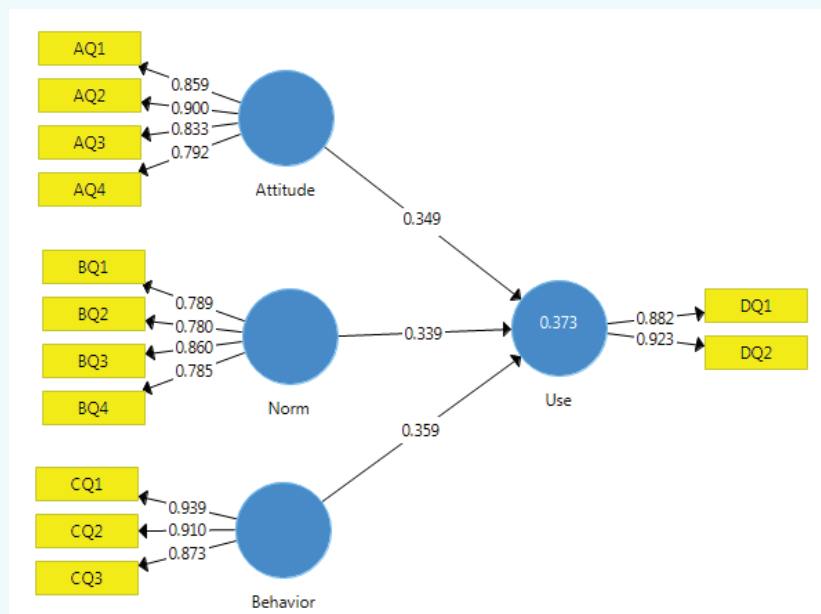 AQ1
0.859
AQ2
0.900
AQ3
0.833
AQ4
0.792
Attitude
0.349
BQ1
0.789
BQ2
0.780
BQ3
0.860
BQ4
0.785
Norm
0.339
CQ1
0.939
CQ2
0.910
CQ3
0.873
Behavior
0.359
0.373
Use
0.882
DQ1
0.923
DQ2